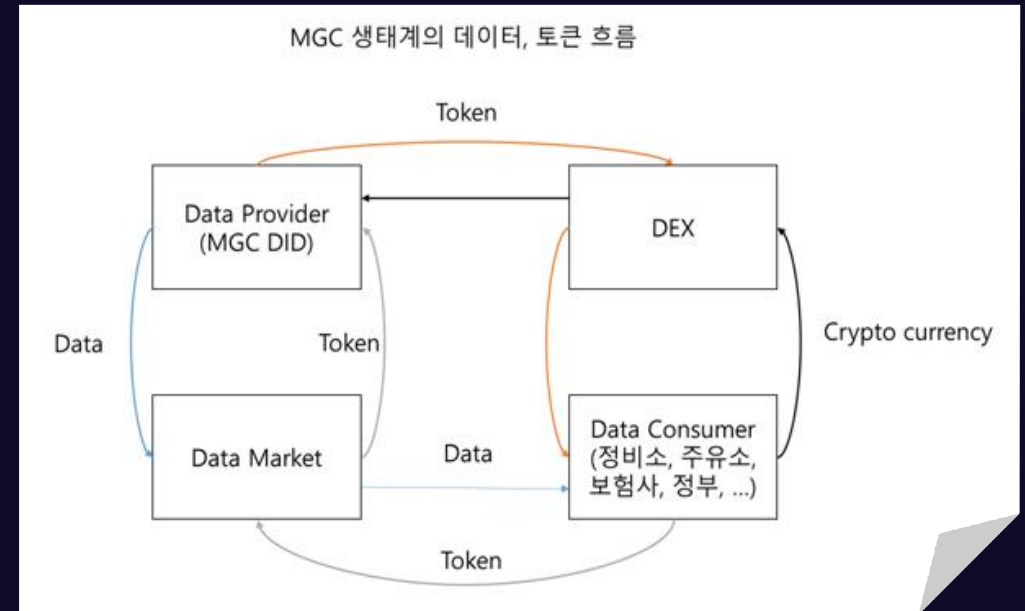 MGC 생태계의 데이터, 토큰 흐름
Token
Data Provider
(MGC DID)
DEX
Data
Token
Crypto currency
Data Market
Data
Data Consumer
(정비소, 주유소,
보험사, 정부, ...)
Token